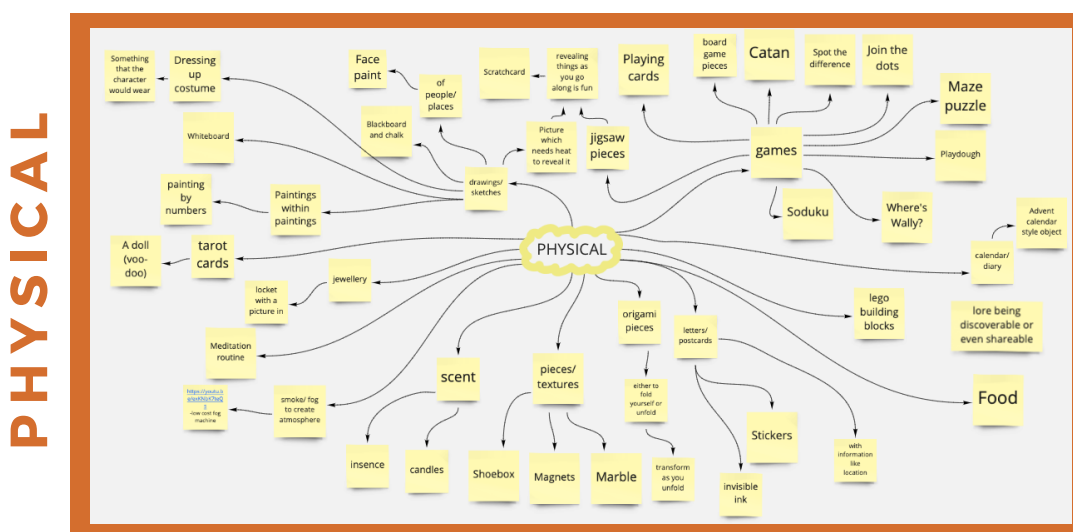 PHYSICAL
Something
that the
character
would wear
Dressing
up
costume
Whiteboard
painting
by
numbers
Paintings
within
paintings
A doll
(voo-
doo)
tarot
cards
locket
with a
picture in
jewellery
Meditation
routine
-low cost fog
machine
smoke/ fog
to create
atmosphere
Face
paint
of
people/
places
Blackboard
and chalk
drawings/
sketches
Scratchcard
revealing
things as
you go
along is fun
Picture
which
needs heat
to reveal it
jigsaw
pieces
Playing
cards
board
game
pieces
Catan
Spot the
difference
Join the
dots
Maze
puzzle
games
Playdough
Soduku
Where's
Wally?
PHYSICAL
Advent
calendar
style object
calendar/
diary
lego
building
blocks
lore being
discoverable or
even shareable
Food
scent
insence
candles
pieces/
textures
Shoebox
Magnets
Marble
origami
pieces
either to
fold
yourself or
unfold
transform
as you
unfold
letters/
postcards
Stickers
invisible
ink
with
information
like
location